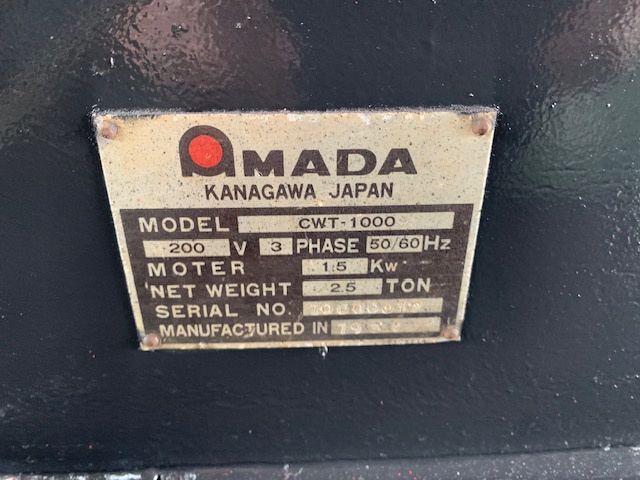 AMADA
KANAGAWA JAPAN
MODEL CWT-1000
200 V 3 PHASE 50/60 Hz
MOTER 1.5 Kw
NET WEIGHT 2.5 TON
SERIAL NO.
MANUFACTURED IN